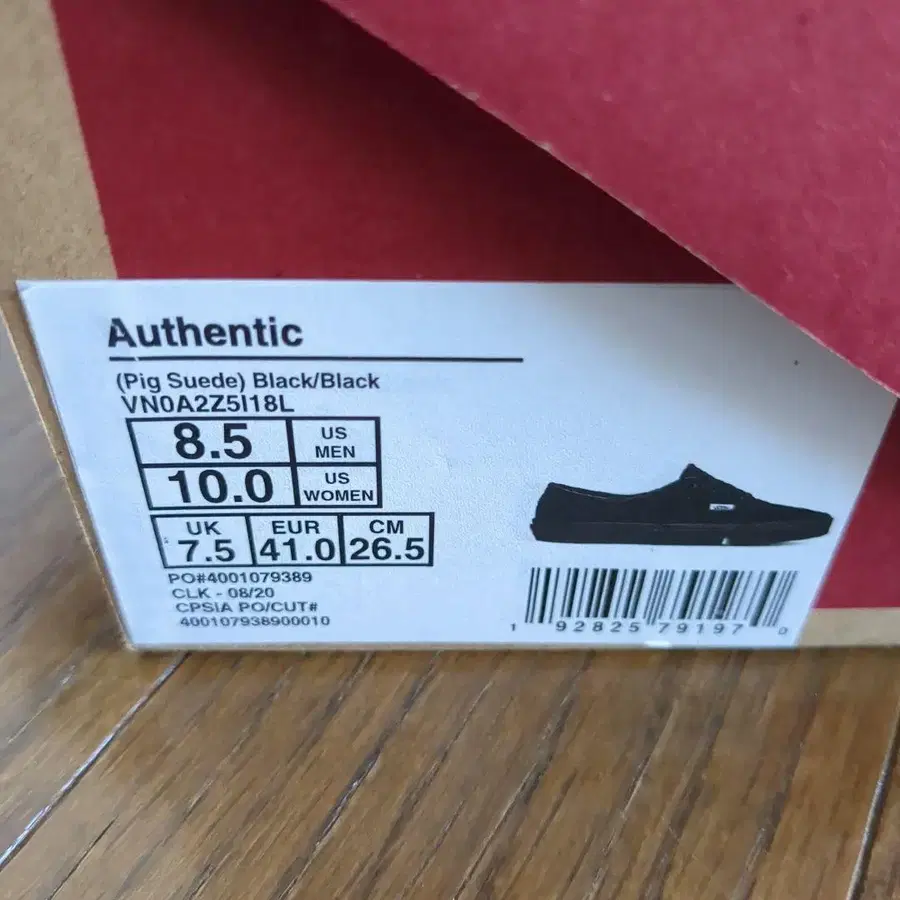 Authentic
(Pig Suede) Black/Black
VN0A2Z5I18L
8.5 US MEN
10.0 US WOMEN
UK EUR CM
7.5 41.0 26.5
PO#4001079389
CLK - 08/20
CPSIA PO/CUT#
400107938900010
1 92825 79197 0